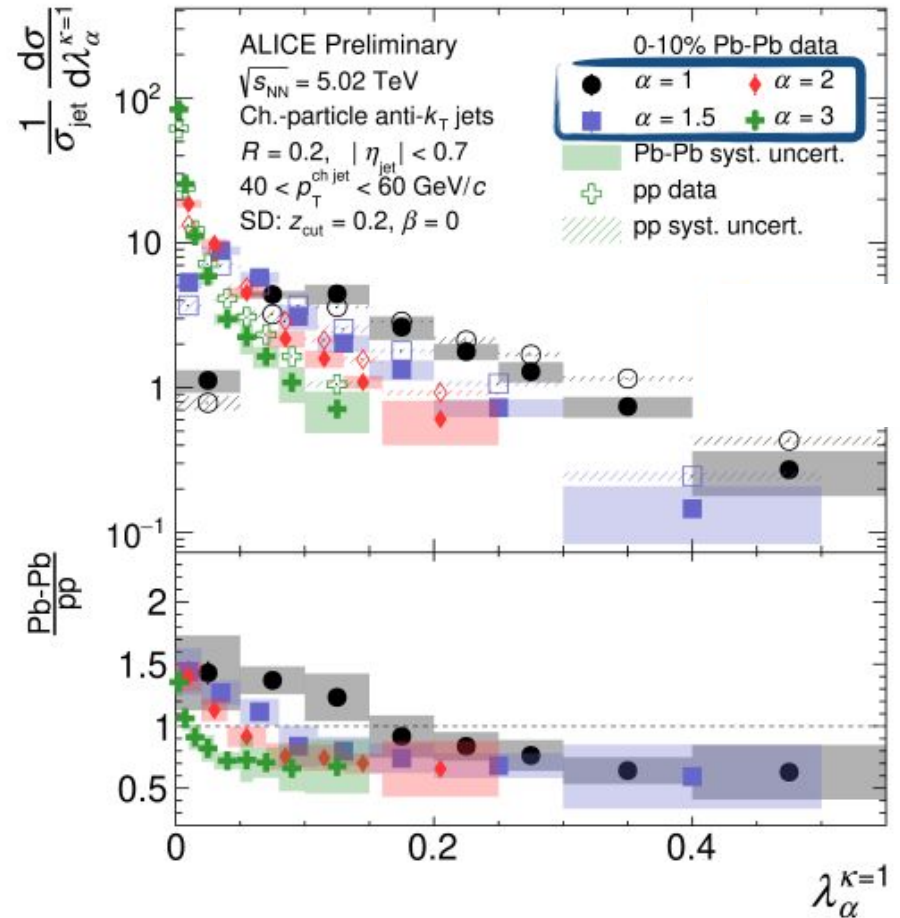 1/σ_jet dσ/dλ_α^{κ=1}
ALICE Preliminary
√s_NN = 5.02 TeV
Ch.-particle anti-k_T jets
R = 0.2, | η_jet | < 0.7
40 < p_T^{ch jet} < 60 GeV/c
SD: z_cut = 0.2, β = 0
0-10% Pb-Pb data
α = 1 α = 2
α = 1.5 α = 3
Pb-Pb syst. uncert.
pp data
pp syst. uncert.
10²
10
1
10⁻¹
Pb-Pb/pp
2
1.5
1
0.5
0 0.2 0.4
λ_α^{κ=1}